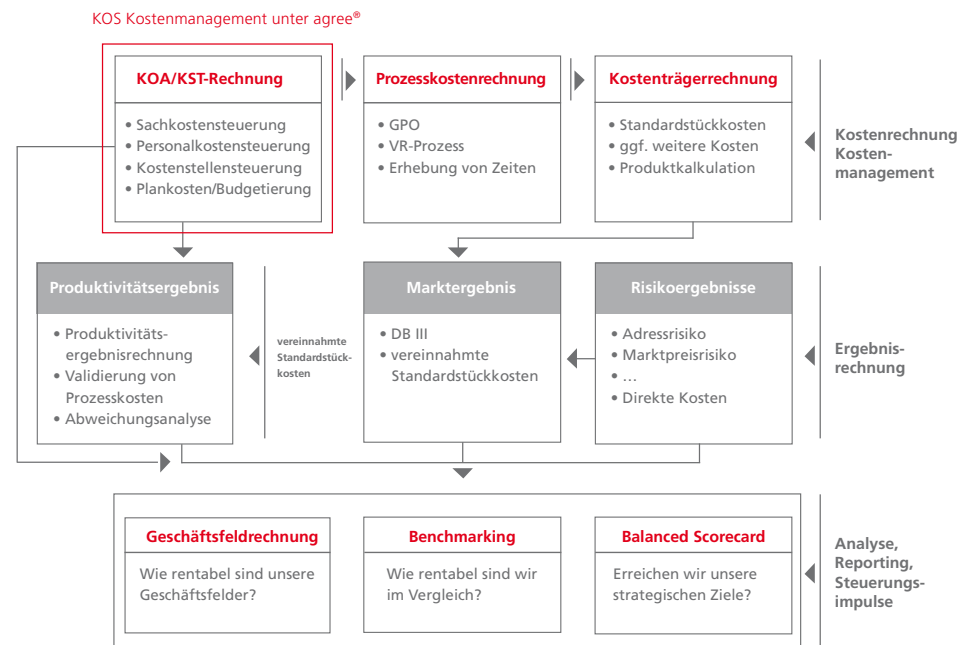 KOS Kostenmanagement unter agree®
KOA/KST-Rechnung
• Sachkostensteuerung
• Personalkostensteuerung
• Kostenstellensteuerung
• Plankosten/Budgetierung
Prozesskostenrechnung
• GPO
• VR-Prozess
• Erhebung von Zeiten
Kostenträgerrechnung
• Standardstückkosten
• ggf. weitere Kosten
• Produktkalkulation
Kostenrechnung
Kosten-
management
Produktivitätsergebnis
• Produktivitäts-
ergebnisrechnung
• Validierung von
Prozesskosten
• Abweichungsanalyse
vereinnahmte
Standardstück-
kosten
Marktergebnis
• DB III
• vereinnahmte
Standardstückkosten
Risikoergebnisse
• Adressrisiko
• Marktpreisrisiko
• …
• Direkte Kosten
Ergebnis-
rechnung
Geschäftsfeldrechnung
Wie rentabel sind unsere
Geschäftsfelder?
Benchmarking
Wie rentabel sind wir
im Vergleich?
Balanced Scorecard
Erreichen wir unsere
strategischen Ziele?
Analyse,
Reporting,
Steuerungs-
impulse